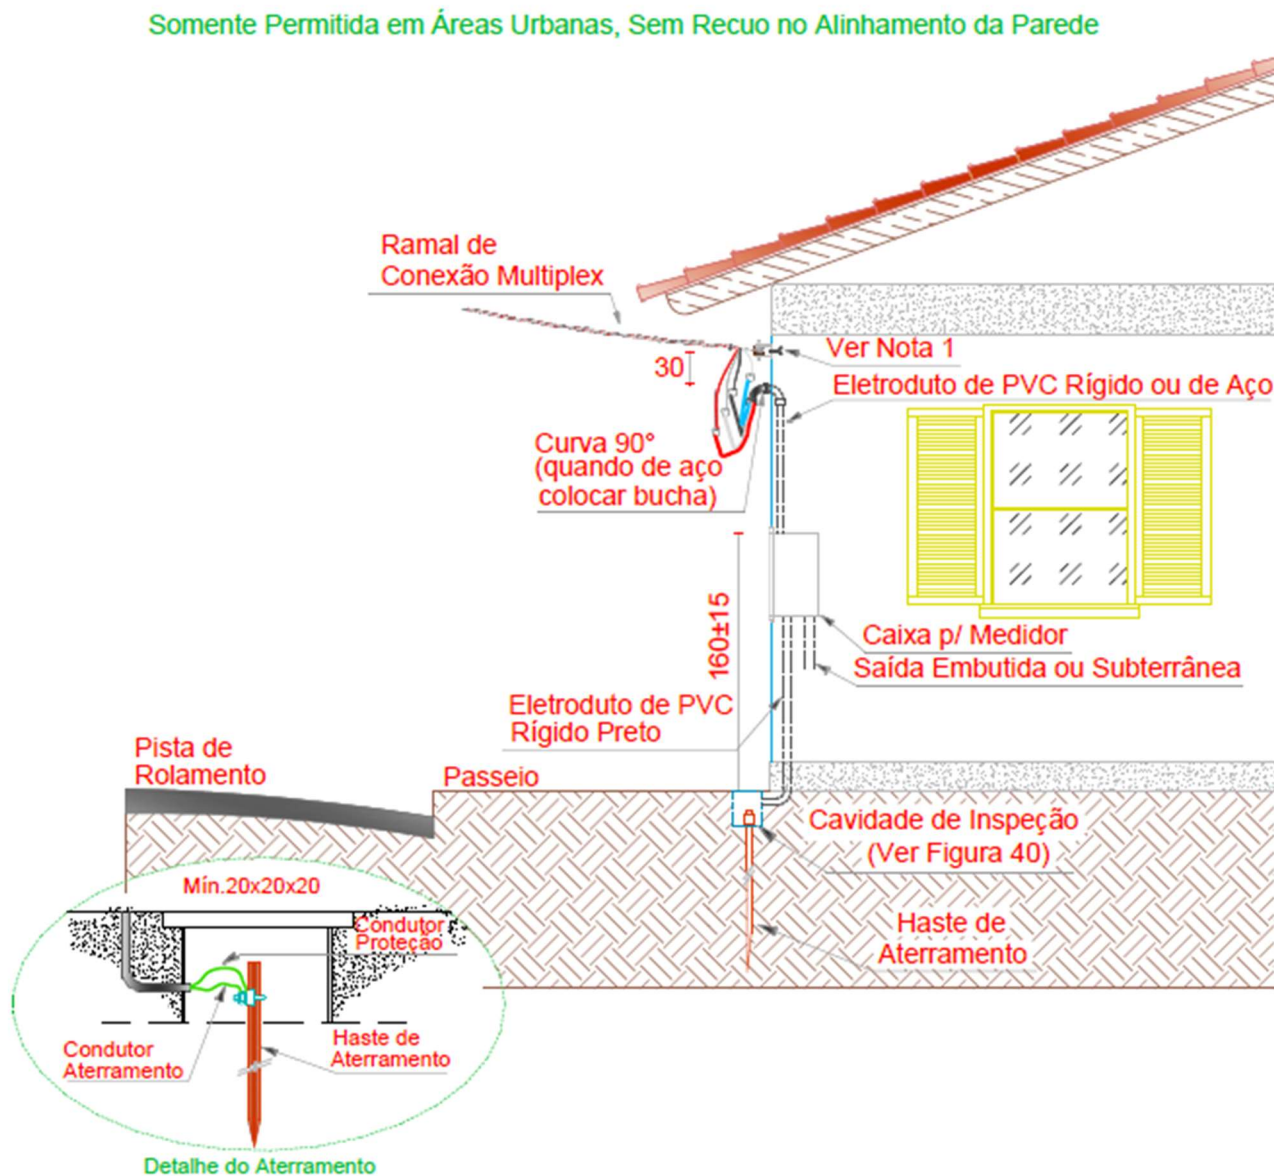 Somente Permitida em Áreas Urbanas, Sem Recuo no Alinhamento da Parede
Ramal de
Conexão Multiplex
30
Ver Nota 1
Eletroduto de PVC Rígido ou de Aço
Curva 90°
(quando de aço
colocar bucha)
160±15
Caixa p/ Medidor
Saída Embutida ou Subterrânea
Eletroduto de PVC
Rígido Preto
Pista de
Rolamento
Passeio
Cavidade de Inspeção
(Ver Figura 40)
Haste de
Aterramento
Mín.20x20x20
Condutor
Proteção
Condutor
Aterramento
Haste de
Aterramento
Detalhe do Aterramento